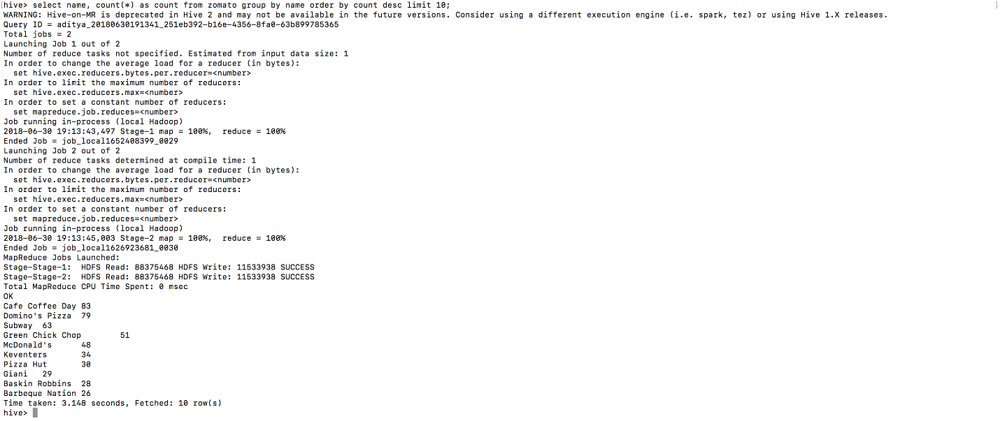 [hive> select name, count(*) as count from zomato group by name order by count desc limit 10; ]
WARNING: Hive-on-MR is deprecated in Hive 2 and may not be available in the future versions. Consider using a different execution engine (i.e. spark, tez) or using Hive 1.X releases.
Query ID = aditya_20180630191341_251eb392-b16e-4356-8fa0-63b899785365
Total jobs = 2
Launching Job 1 out of 2
Number of reduce tasks not specified. Estimated from input data size: 1
In order to change the average load for a reducer (in bytes):
  set hive.exec.reducers.bytes.per.reducer=<number>
In order to limit the maximum number of reducers:
  set hive.exec.reducers.max=<number>
In order to set a constant number of reducers:
  set mapreduce.job.reduces=<number>
Job running in-process (local Hadoop)
2018-06-30 19:13:43,497 Stage-1 map = 100%,  reduce = 100%
Ended Job = job_local1652408399_0029
Launching Job 2 out of 2
Number of reduce tasks determined at compile time: 1
In order to change the average load for a reducer (in bytes):
  set hive.exec.reducers.bytes.per.reducer=<number>
In order to limit the maximum number of reducers:
  set hive.exec.reducers.max=<number>
In order to set a constant number of reducers:
  set mapreduce.job.reduces=<number>
Job running in-process (local Hadoop)
2018-06-30 19:13:45,003 Stage-2 map = 100%,  reduce = 100%
Ended Job = job_local1626923681_0030
MapReduce Jobs Launched:
Stage-Stage-1:  HDFS Read: 88375468 HDFS Write: 11533938 SUCCESS
Stage-Stage-2:  HDFS Read: 88375468 HDFS Write: 11533938 SUCCESS
Total MapReduce CPU Time Spent: 0 msec
OK
Cafe Coffee Day 83
Domino's Pizza  79
Subway  63
Green Chick Chop        51
McDonald's      48
Keventers       34
Pizza Hut       30
Giani   29
Baskin Robbins  28
Barbeque Nation 26
Time taken: 3.148 seconds, Fetched: 10 row(s)
hive>